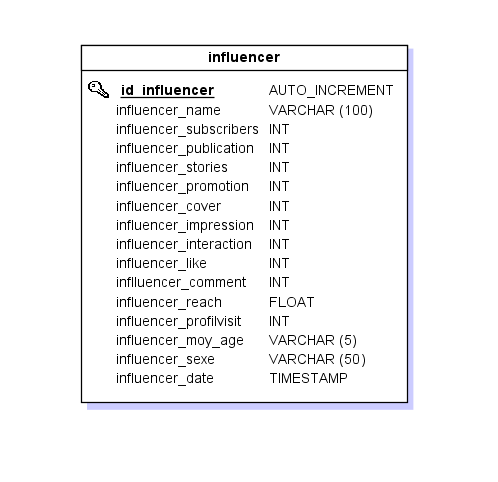 influencer
id_influencer AUTO_INCREMENT
influencer_name VARCHAR (100)
influencer_subscribers INT
influencer_publication INT
influencer_stories INT
influencer_promotion INT
influencer_cover INT
influencer_impression INT
influencer_interaction INT
influencer_like INT
infiluencer_comment INT
influencer_reach FLOAT
influencer_profilvisit INT
influencer_moy_age VARCHAR (5)
influencer_sexe VARCHAR (50)
influencer_date TIMESTAMP